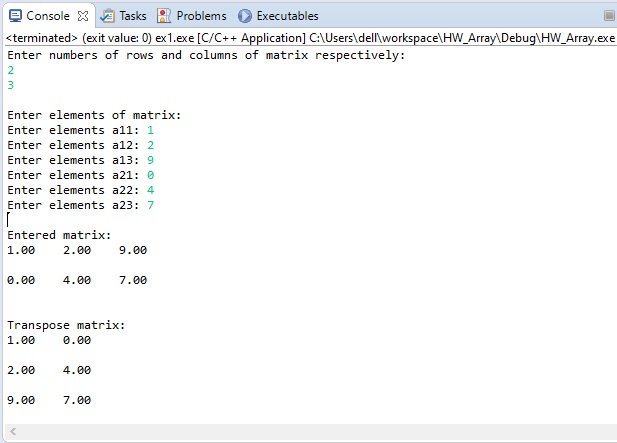 Console Tasks Problems Executables
<terminated> (exit value: 0) ex1.exe [C/C++ Application] C:\Users\dell\workspace\HW_Array\Debug\HW_Array.exe
Enter numbers of rows and columns of matrix respectively:
2
3
Enter elements of matrix:
Enter elements a11: 1
Enter elements a12: 2
Enter elements a13: 9
Enter elements a21: 0
Enter elements a22: 4
Enter elements a23: 7
Entered matrix:
1.00 2.00 9.00
0.00 4.00 7.00
Transpose matrix:
1.00 0.00
2.00 4.00
9.00 7.00